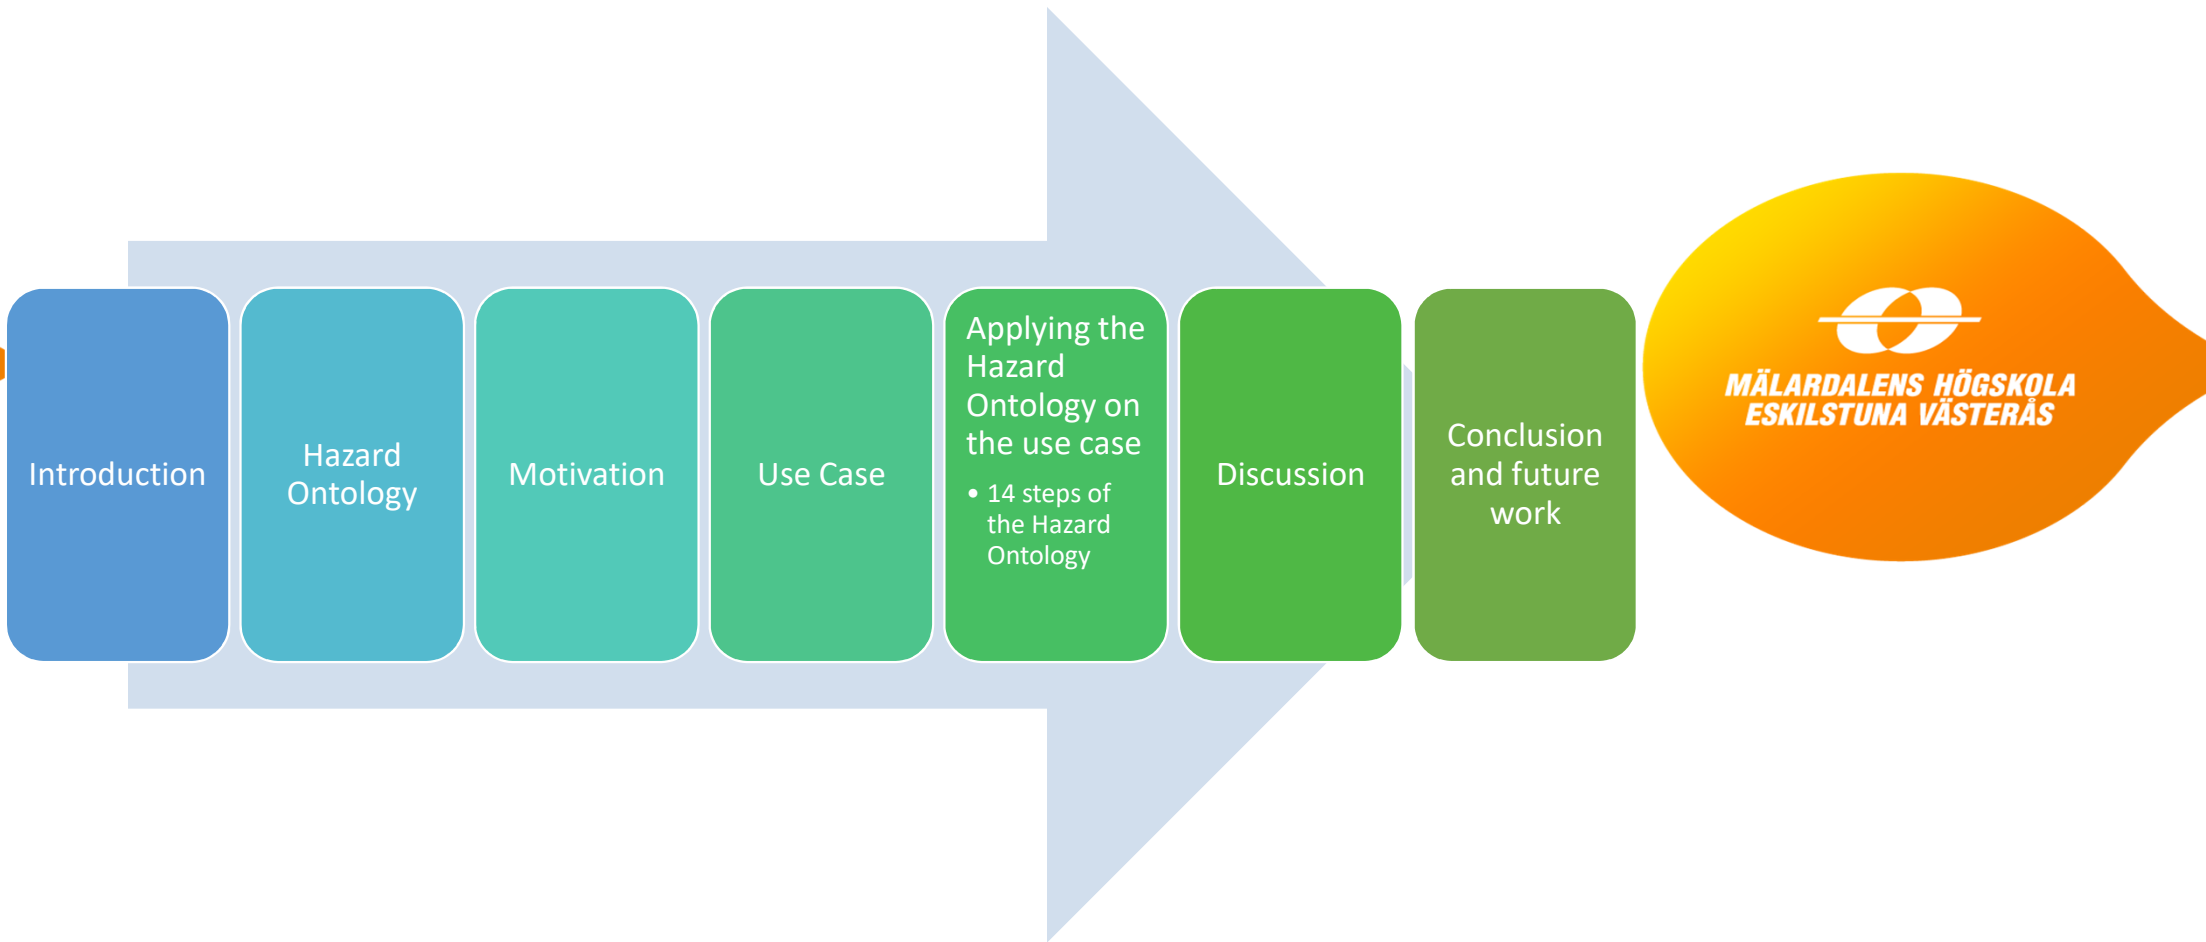 Introduction
Hazard
Ontology
Motivation
Use Case
Applying the
Hazard
Ontology on
the use case
• 14 steps of
the Hazard
Ontology
Discussion
Conclusion
and future
work
MÄLARDALENS HÖGSKOLA
ESKILSTUNA VÄSTERÅS